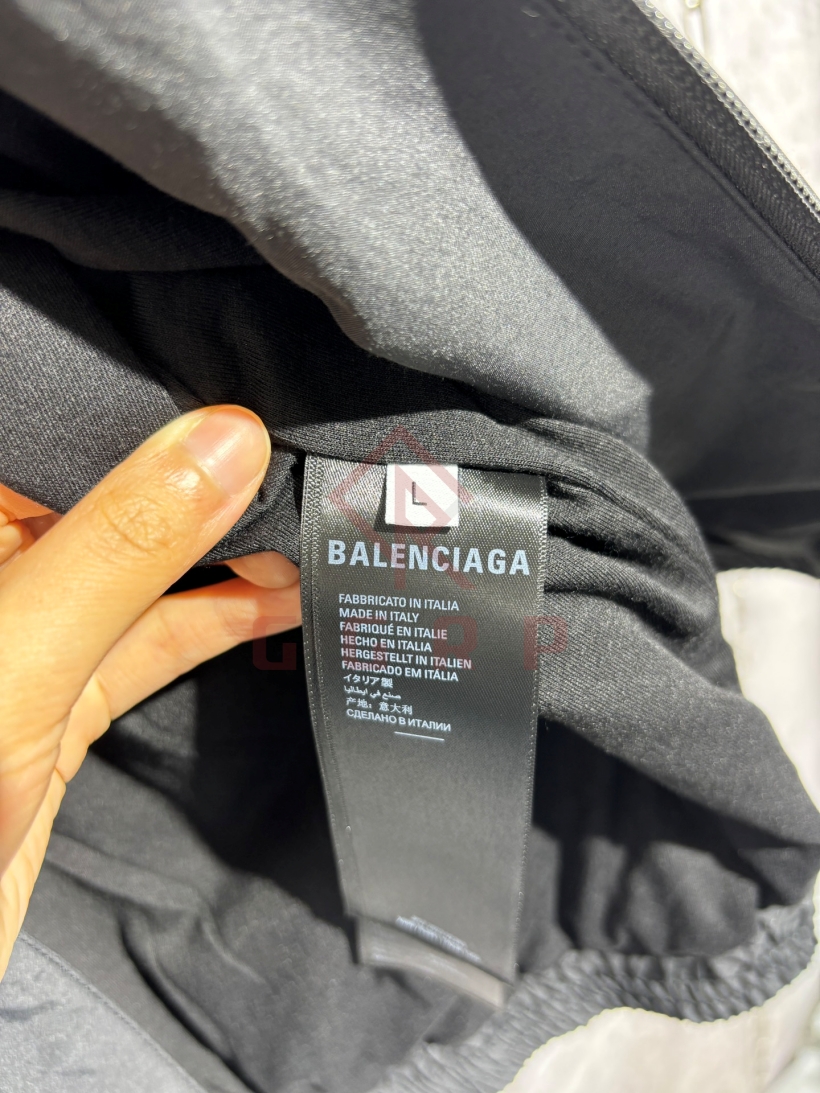 L
BALENCIAGA
FABBRICATO IN ITALIA
MADE IN ITALY
FABRIQUÉ EN ITALIE
HECHO EN ITALIA
HERGESTELLT IN ITALIEN
FABRICADO EM ITÁLIA
イタリア製
صنع في ايطاليا
产地：意大利
СДЕЛАНО В ИТАЛИИ